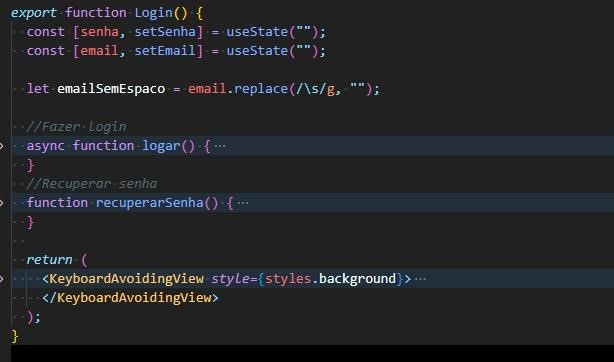 export function Login() {
const [senha, setSenha] = useState("");
const [email, setEmail] = useState("");
let emailSemEspaco = email.replace(/\s/g, "");
//Fazer login
async function logar() { ⋯
}
//Recuperar senha
function recuperarSenha() { ⋯
}
return (
<KeyboardAvoidingView style={styles.background}> ⋯
</KeyboardAvoidingView>
);
}